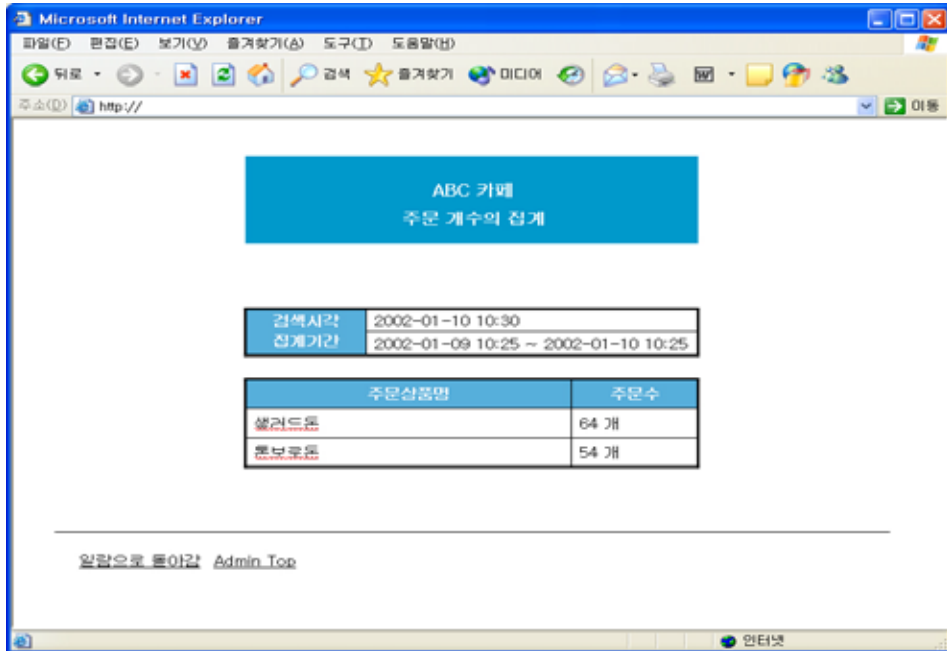 Microsoft Internet Explorer
파일(F) 편집(E) 보기(V) 즐겨찾기(A) 도구(T) 도움말(H)
뒤로 검색 즐겨찾기 미디어
주소(D) http:// 이동
ABC 카페
주문 개수의 집계
검색시각 2002-01-10 10:30
집계기간 2002-01-09 10:25 ~ 2002-01-10 10:25
주문상품명 주문수
샐러드돈 64 개
톤보로돈 54 개
일람으로 돌아감 Admin Top
인터넷